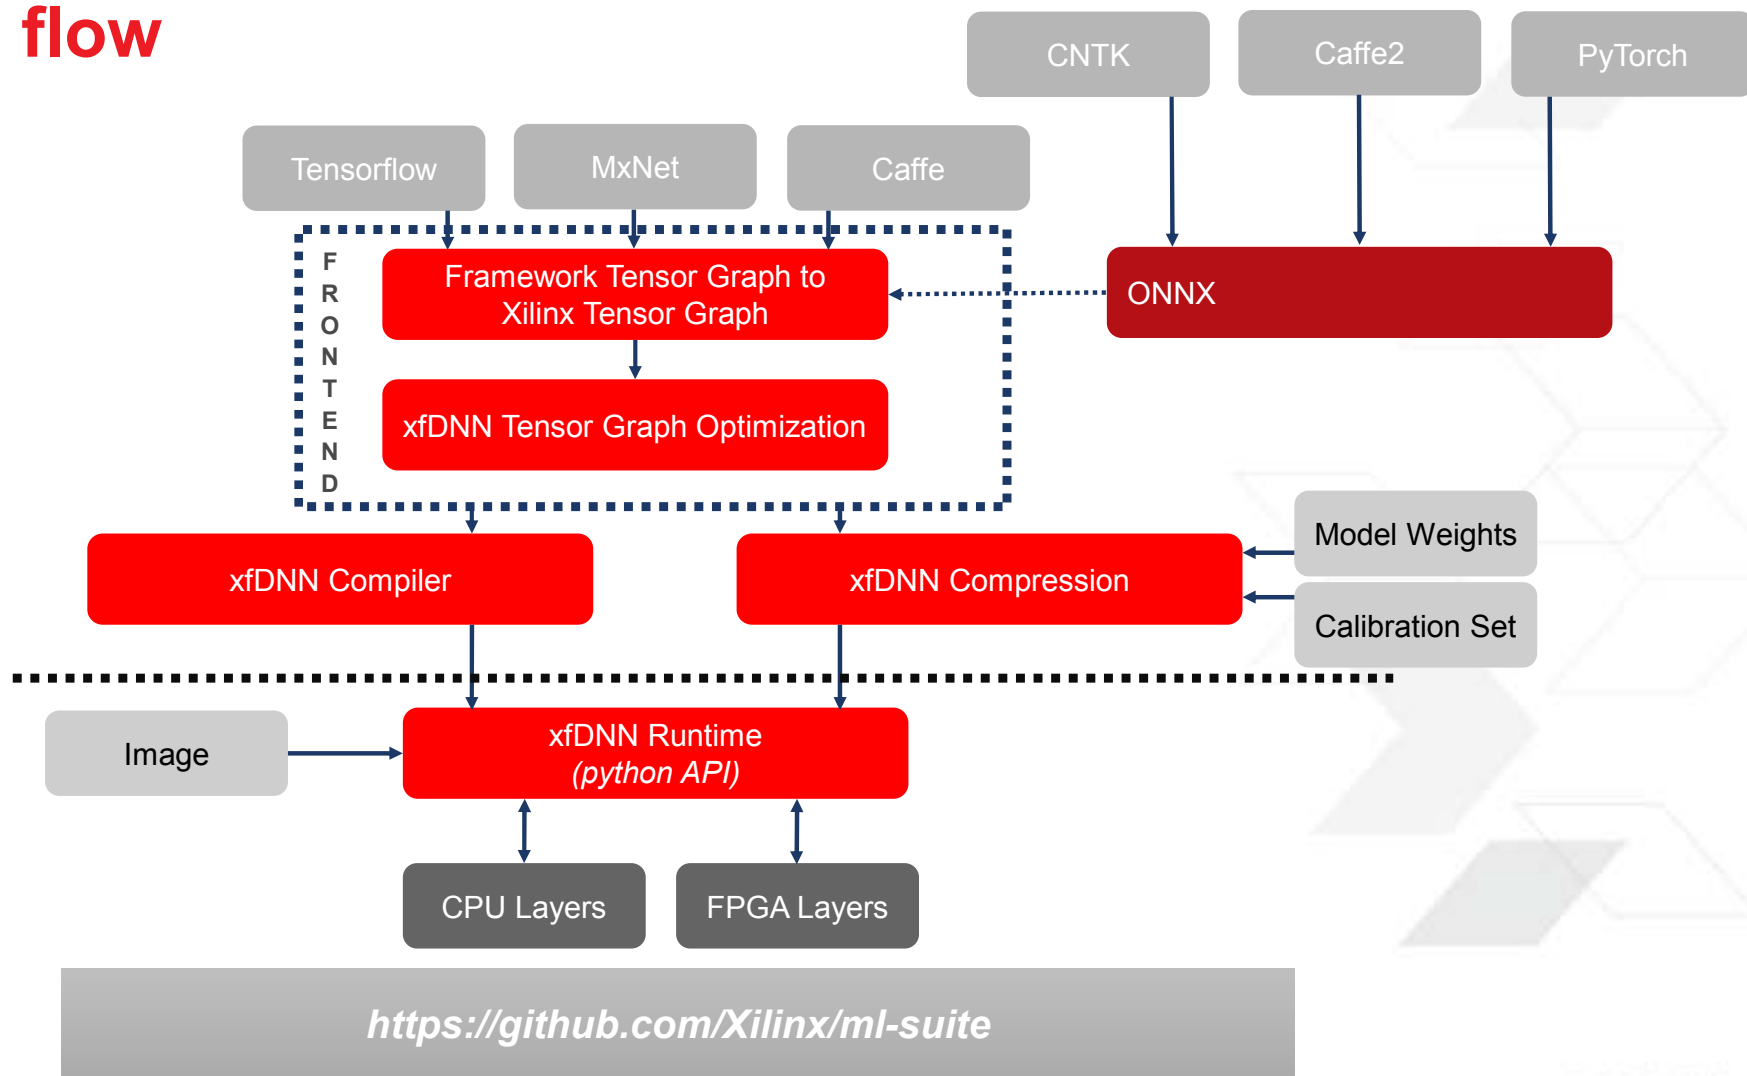 flow
CNTK
Caffe2
PyTorch
Tensorflow
MxNet
Caffe
F
R
O
N
T
E
N
D
Framework Tensor Graph to
Xilinx Tensor Graph
ONNX
xfDNN Tensor Graph Optimization
Model Weights
xfDNN Compiler
xfDNN Compression
Calibration Set
Image
xfDNN Runtime
(python API)
CPU Layers
FPGA Layers
https://github.com/Xilinx/ml-suite